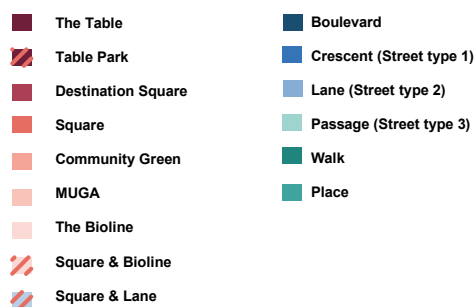 The Table
Table Park
Destination Square
Square
Community Green
MUGA
The Bioline
Square & Bioline
Square & Lane
Boulevard
Crescent (Street type 1)
Lane (Street type 2)
Passage (Street type 3)
Walk
Place